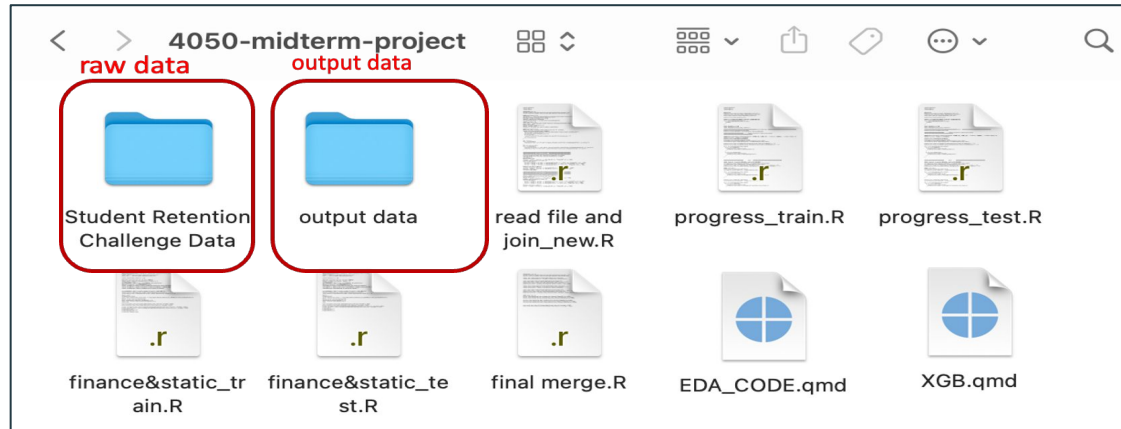 4050-midterm-project
raw data
output data
Student Retention
Challenge Data
output data
.r
read file and
join_new.R
.r
progress_train.R
.r
progress_test.R
.r
finance&static_tr
ain.R
.r
finance&static_te
st.R
.r
final merge.R
EDA_CODE.qmd
XGB.qmd